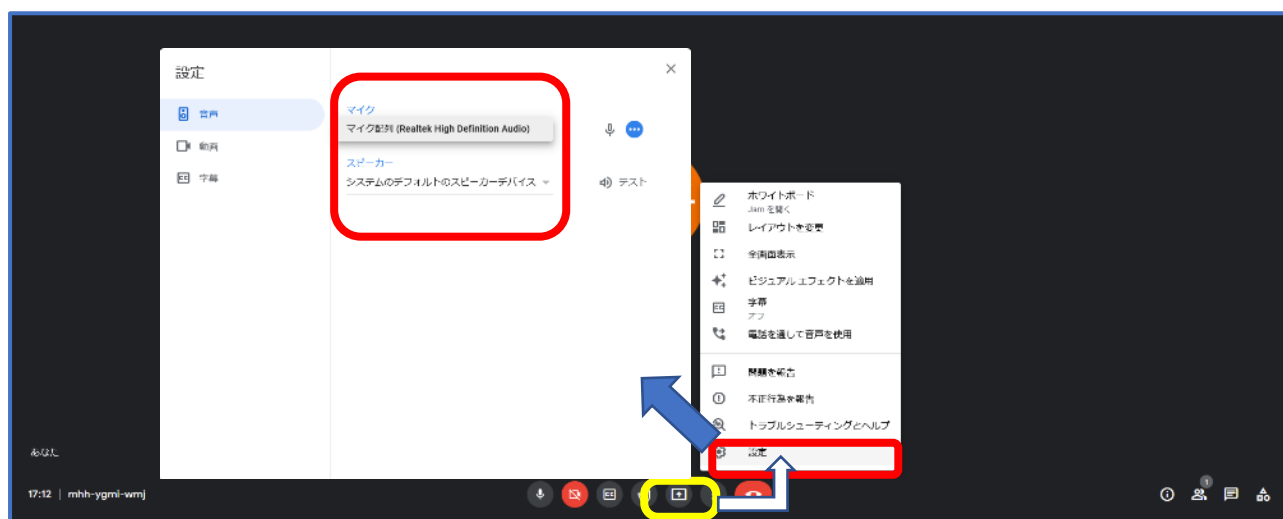 設定
音声
動画
字幕
マイク
マイク配列 (Realtek High Definition Audio)
スピーカー
システムのデフォルトのスピーカーデバイス
テスト
ホワイトボード
Jam を開く
レイアウトを変更
全画面表示
ビジュアル エフェクトを適用
字幕
オフ
電話を通して音声を使用
問題を報告
不正行為を報告
トラブルシューティングとヘルプ
設定
あなた
17:12 | mhh-ygmi-wmj
1